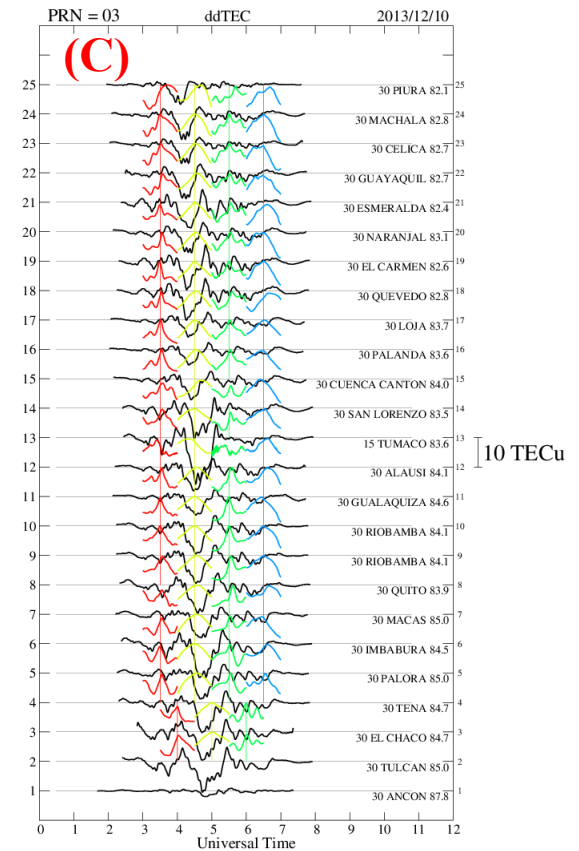 PRN = 03 ddTEC 2013/12/10
(C)
25 30 PIURA 82.1 25
24 30 MACHALA 82.8 24
23 30 CELICA 82.7 23
22 30 GUAYAQUIL 82.7 22
21 30 ESMERALDA 82.4 21
20 30 NARANJAL 83.1 20
19 30 EL CARMEN 82.6 19
18 30 QUEVEDO 82.8 18
17 30 LOJA 83.7 17
16 30 PALANDA 83.6 16
15 30 CUENCA CANTON 84.0 15
14 30 SAN LORENZO 83.5 14
13 15 TUMACO 83.6 13
10 TECu
12 30 ALAUSI 84.1 12
11 30 GUALAQUIZA 84.6 11
10 30 RIOBAMBA 84.1 10
9 30 RIOBAMBA 84.1 9
8 30 QUITO 83.9 8
7 30 MACAS 85.0 7
6 30 IMBABURA 84.5 6
5 30 PALORA 85.0 5
4 30 TENA 84.7 4
3 30 EL CHACO 84.7 3
2 30 TULCAN 85.0 2
1 30 ANCON 87.8 1
0 1 2 3 4 5 6 7 8 9 10 11 12
Universal Time